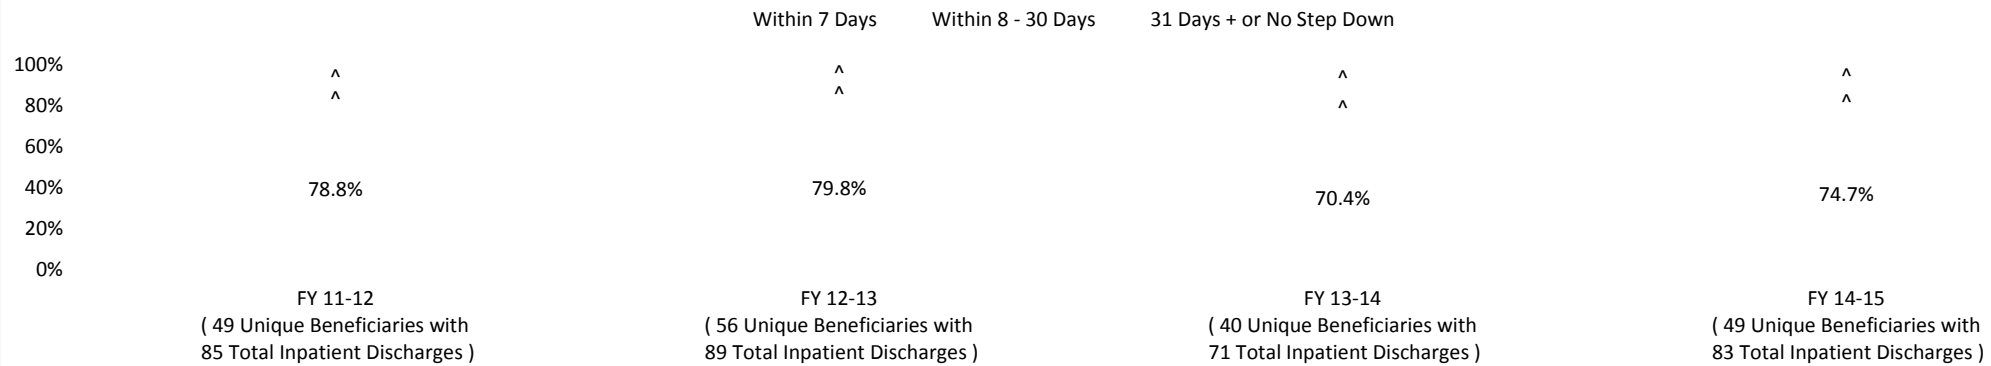 Within 7 Days Within 8 - 30 Days 31 Days + or No Step Down
100%
80%
60%
40%
20%
0%
^ ^ ^ ^
^ ^ ^ ^
78.8% 79.8% 70.4% 74.7%
FY 11-12 FY 12-13 FY 13-14 FY 14-15
( 49 Unique Beneficiaries with ( 56 Unique Beneficiaries with ( 40 Unique Beneficiaries with ( 49 Unique Beneficiaries with
85 Total Inpatient Discharges ) 89 Total Inpatient Discharges ) 71 Total Inpatient Discharges ) 83 Total Inpatient Discharges )